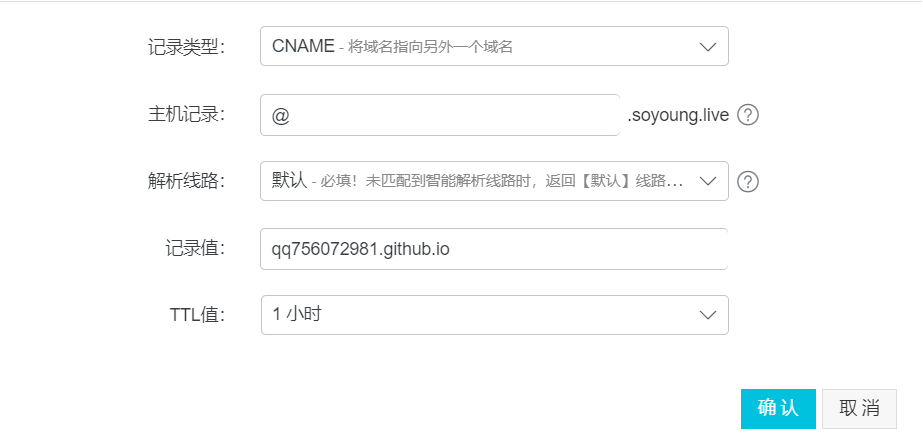 记录类型： CNAME - 将域名指向另外一个域名
主机记录： @ .soyoung.live ?
解析线路： 默认 - 必填！未匹配到智能解析线路时，返回【默认】线路... ?
记录值： qq756072981.github.io
TTL值： 1 小时
确认 取消